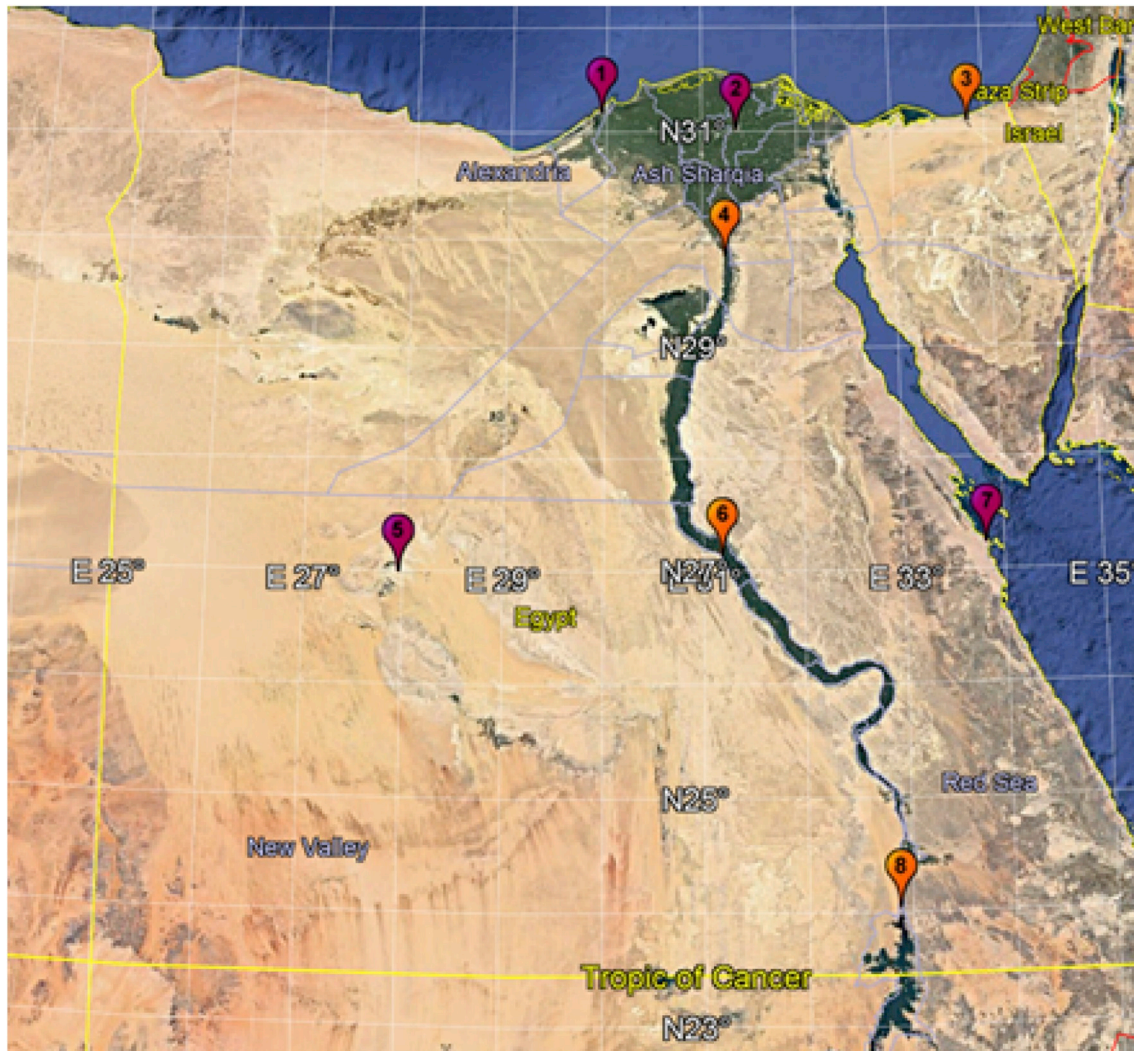 West Ban
1
2
3
aza Strip
N31°
Israel
Alexandria
Ash Sharqia
4
N29°
6
7
5
E 25°
E 27°
E 29°
N27°
E 33°
E 35°
Egypt
N25°
Red Sea
New Valley
8
Tropic of Cancer
N23°